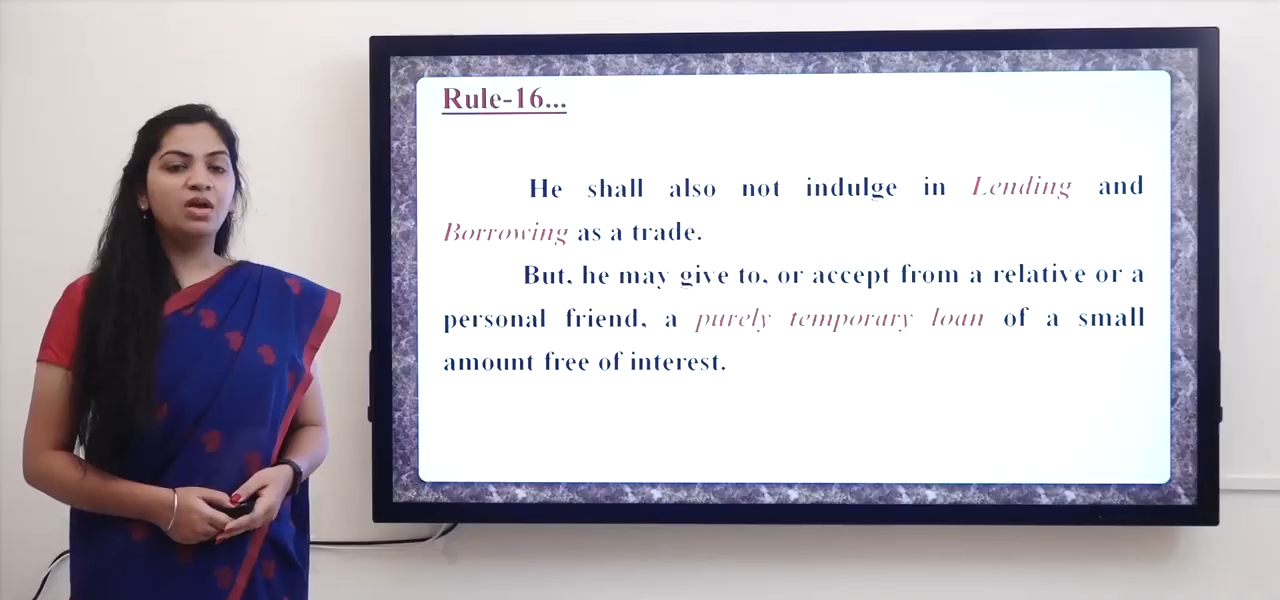 Rule-16...
He shall also not indulge in Lending and
Borrowing as a trade.
But, he may give to, or accept from a relative or a
personal friend, a purely temporary loan of a small
amount free of interest.